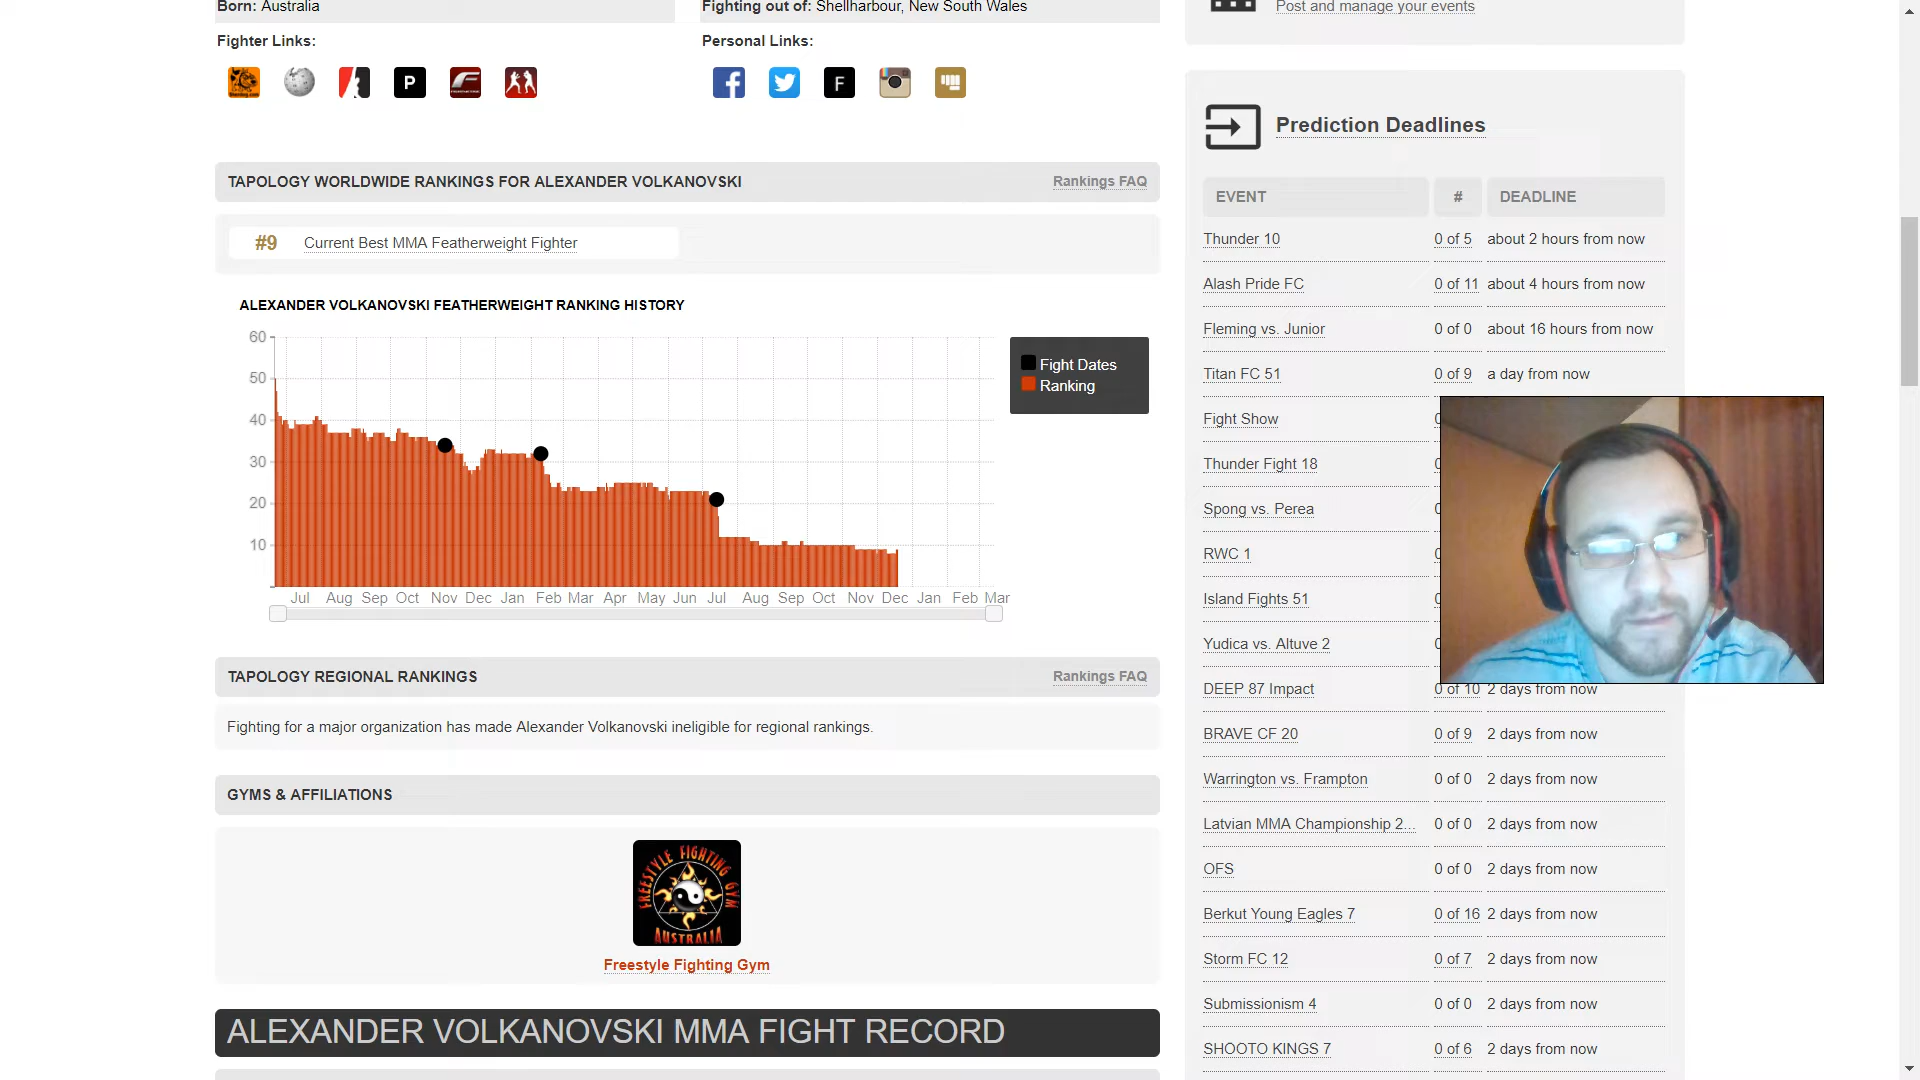 Born: Australia
Fighting out of: Shellharbour, New South Wales
Fighter Links:
Personal Links:
P
F
TAPOLOGY WORLDWIDE RANKINGS FOR ALEXANDER VOLKANOVSKI
Rankings FAQ
#9 Current Best MMA Featherweight Fighter
ALEXANDER VOLKANOVSKI FEATHERWEIGHT RANKING HISTORY
60
50
40
30
20
10
Jul Aug Sep Oct Nov Dec Jan Feb Mar Apr May Jun Jul Aug Sep Oct Nov Dec Jan Feb Mar
Fight Dates
Ranking
TAPOLOGY REGIONAL RANKINGS
Rankings FAQ
Fighting for a major organization has made Alexander Volkanovski ineligible for regional rankings.
GYMS & AFFILIATIONS
FREESTYLE FIGHTING GYM
AUSTRALIA
Freestyle Fighting Gym
ALEXANDER VOLKANOVSKI MMA FIGHT RECORD
Post and manage your events
Prediction Deadlines
EVENT # DEADLINE
Thunder 10 0 of 5 about 2 hours from now
Alash Pride FC 0 of 11 about 4 hours from now
Fleming vs. Junior 0 of 0 about 16 hours from now
Titan FC 51 0 of 9 a day from now
Fight Show
Thunder Fight 18
Spong vs. Perea
RWC 1
Island Fights 51
Yudica vs. Altuve 2
DEEP 87 Impact 0 of 10 2 days from now
BRAVE CF 20 0 of 9 2 days from now
Warrington vs. Frampton 0 of 0 2 days from now
Latvian MMA Championship 2... 0 of 0 2 days from now
OFS 0 of 0 2 days from now
Berkut Young Eagles 7 0 of 16 2 days from now
Storm FC 12 0 of 7 2 days from now
Submissionism 4 0 of 0 2 days from now
SHOOTO KINGS 7 0 of 6 2 days from now